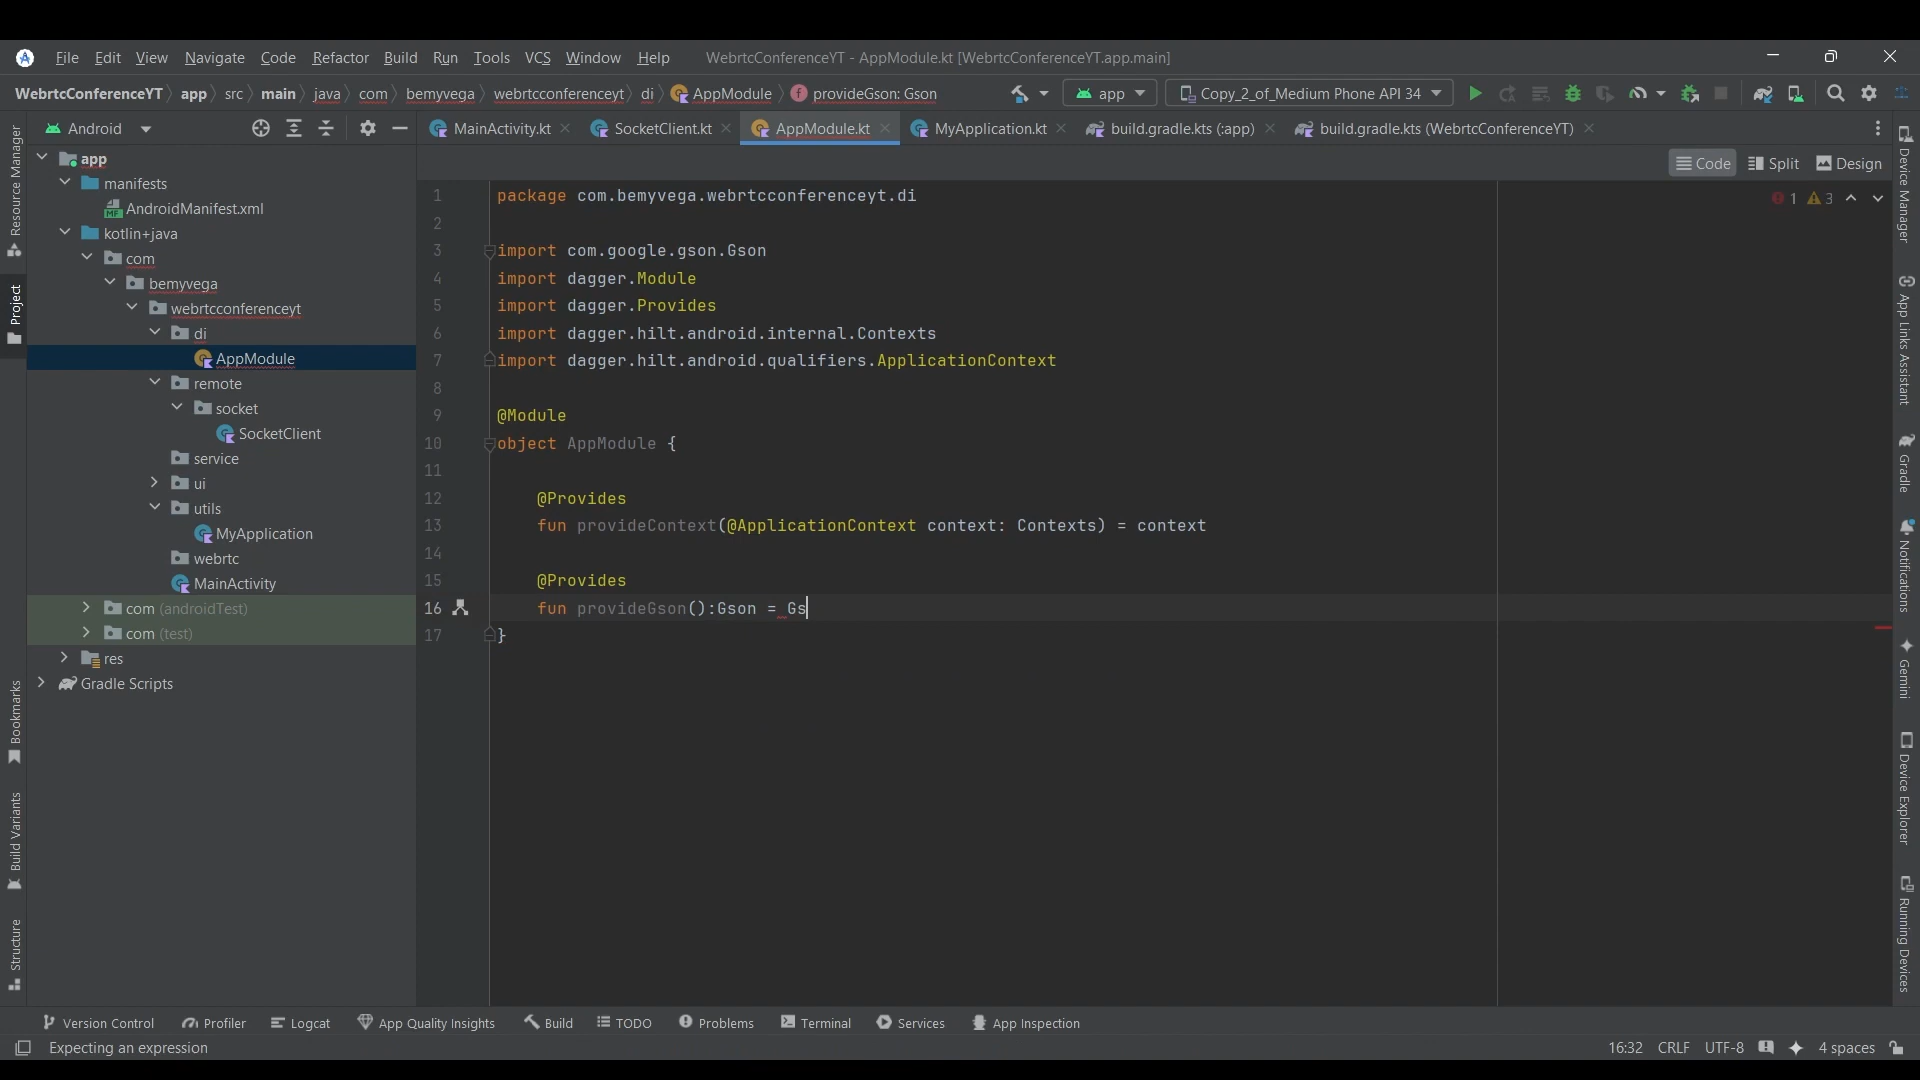 File Edit View Navigate Code Refactor Build Run Tools VCS Window Help WebrtcConferenceYT - AppModule.kt [WebrtcConferenceYT.app.main]
WebrtcConferenceYT app src main java com bemyvega webrtcconferenceyt di AppModule provideGson: Gson app Copy_2_of_Medium Phone API 34
Android
MainActivity.kt SocketClient.kt AppModule.kt MyApplication.kt build.gradle.kts (:app) build.gradle.kts (WebrtcConferenceYT)
Code Split Design
1 3
Resource Manager
Project
Bookmarks
Build Variants
Structure
app
manifests
AndroidManifest.xml
kotlin+java
com
bemyvega
webrtcconferenceyt
di
AppModule
remote
socket
SocketClient
service
ui
utils
MyApplication
webrtc
MainActivity
com (androidTest)
com (test)
res
Gradle Scripts
1 package com.bemyvega.webrtcconferenceyt.di
2
3 import com.google.gson.Gson
4 import dagger.Module
5 import dagger.Provides
6 import dagger.hilt.android.internal.Contexts
7 import dagger.hilt.android.qualifiers.ApplicationContext
8
9 @Module
10 object AppModule {
11
12 @Provides
13 fun provideContext(@ApplicationContext context: Contexts) = context
14
15 @Provides
16 fun provideGson():Gson = Gs
17 }
Device Manager
App Links Assistant
Gradle
Notifications
Gemini
Device Explorer
Running Devices
Version Control Profiler Logcat App Quality Insights Build TODO Problems Terminal Services App Inspection
Expecting an expression 16:32 CRLF UTF-8 4 spaces